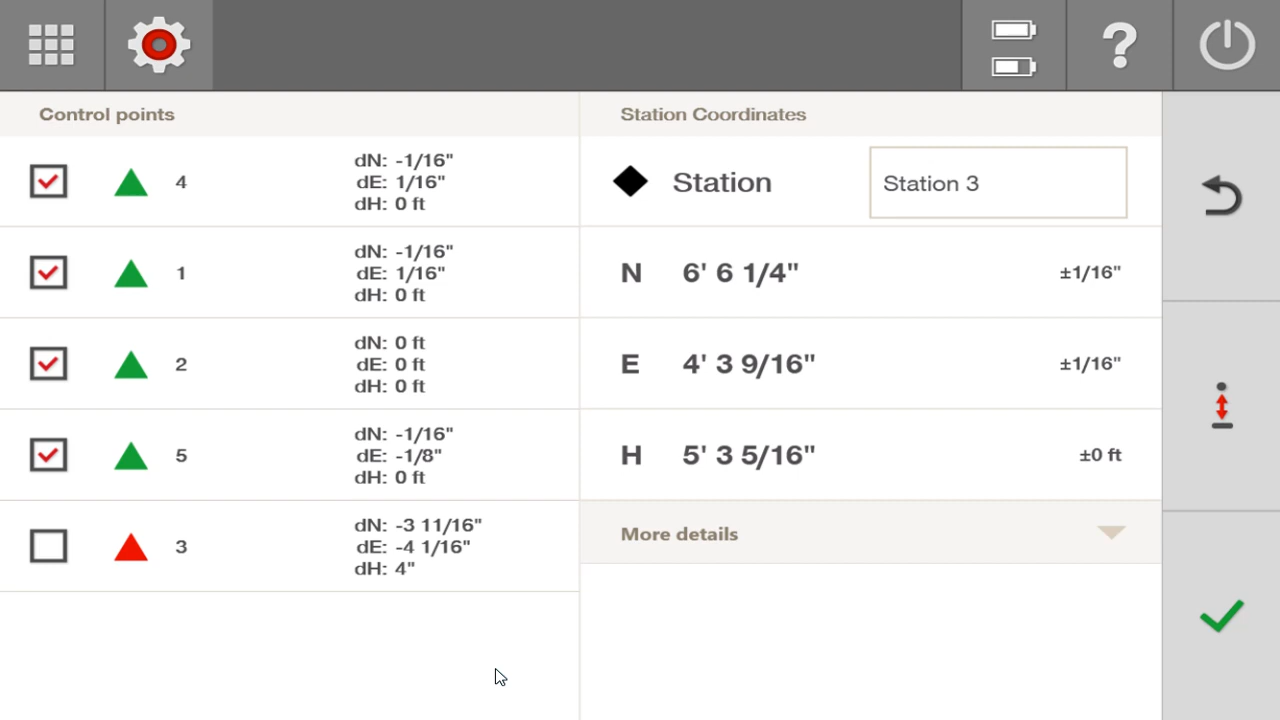 ?
Control points
4
dN: -1/16"
dE: 1/16"
dH: 0 ft
1
dN: -1/16"
dE: 1/16"
dH: 0 ft
2
dN: 0 ft
dE: 0 ft
dH: 0 ft
5
dN: -1/16"
dE: -1/8"
dH: 0 ft
3
dN: -3 11/16"
dE: -4 1/16"
dH: 4"
Station Coordinates
Station Station 3
N 6' 6 1/4" ±1/16"
E 4' 3 9/16" ±1/16"
H 5' 3 5/16" ±0 ft
More details